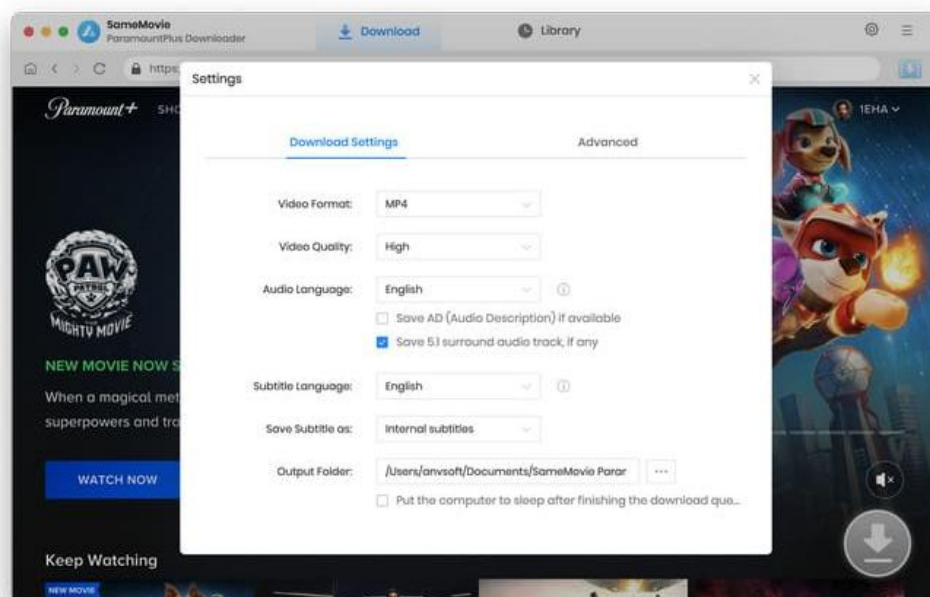 SameMovie
ParamountPlus Downloader
Download
Library
https:
Settings
Paramount+
1EHA
Download Settings
Advanced
Video Format:
MP4
Video Quality:
High
PAW
PATROL
THE
MIGHTY MOVIE
Audio Language:
English
Save AD (Audio Description) if available
Save 5.1 surround audio track, if any
NEW MOVIE NOW S
When a magical met
superpowers and tra
Subtitle Language:
English
Save Subtitle as:
Internal subtitles
Output Folder:
/Users/anvsoft/Documents/SameMovie Parar
...
Put the computer to sleep after finishing the download que...
WATCH NOW
Keep Watching
NEW MOVIE